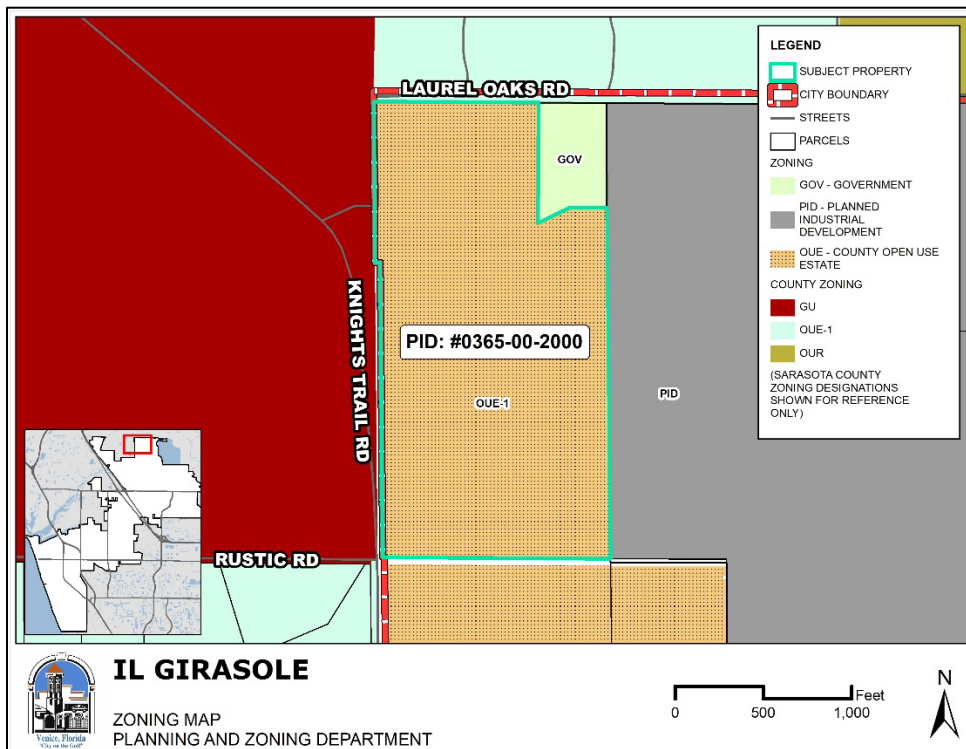 LAUREL OAKS RD
GOV
KNIGHTS TRAIL RD
PID: #0365-00-2000
OUE-1
PID
RUSTIC RD
LEGEND
SUBJECT PROPERTY
CITY BOUNDARY
STREETS
PARCELS
ZONING
GOV - GOVERNMENT
PID - PLANNED
INDUSTRIAL
DEVELOPMENT
OUE - COUNTY OPEN USE
ESTATE
COUNTY ZONING
GU
OUE-1
OUR
(SARASOTA COUNTY
ZONING DESIGNATIONS
SHOWN FOR REFERENCE
ONLY)
IL GIRASOLE
ZONING MAP
PLANNING AND ZONING DEPARTMENT
Venice, Florida
"City on the Gulf"
Feet
0 500 1,000
N